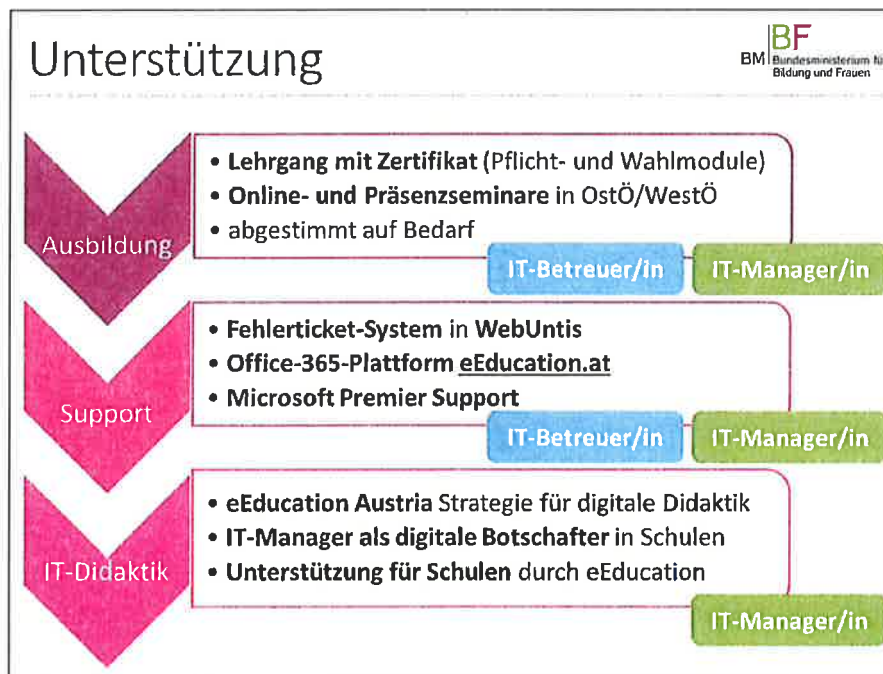 Unterstützung
BF
BM Bundesministerium fü
Bildung und Frauen
Ausbildung
• Lehrgang mit Zertifikat (Pflicht- und Wahlmodule)
• Online- und Präsenzseminare in OstÖ/WestÖ
• abgestimmt auf Bedarf
IT-Betreuer/in
IT-Manager/in
Support
• Fehlerticket-System in WebUntis
• Office-365-Plattform eEducation.at
• Microsoft Premier Support
IT-Betreuer/in
IT-Manager/in
IT-Didaktik
• eEducation Austria Strategie für digitale Didaktik
• IT-Manager als digitale Botschafter in Schulen
• Unterstützung für Schulen durch eEducation
IT-Manager/in